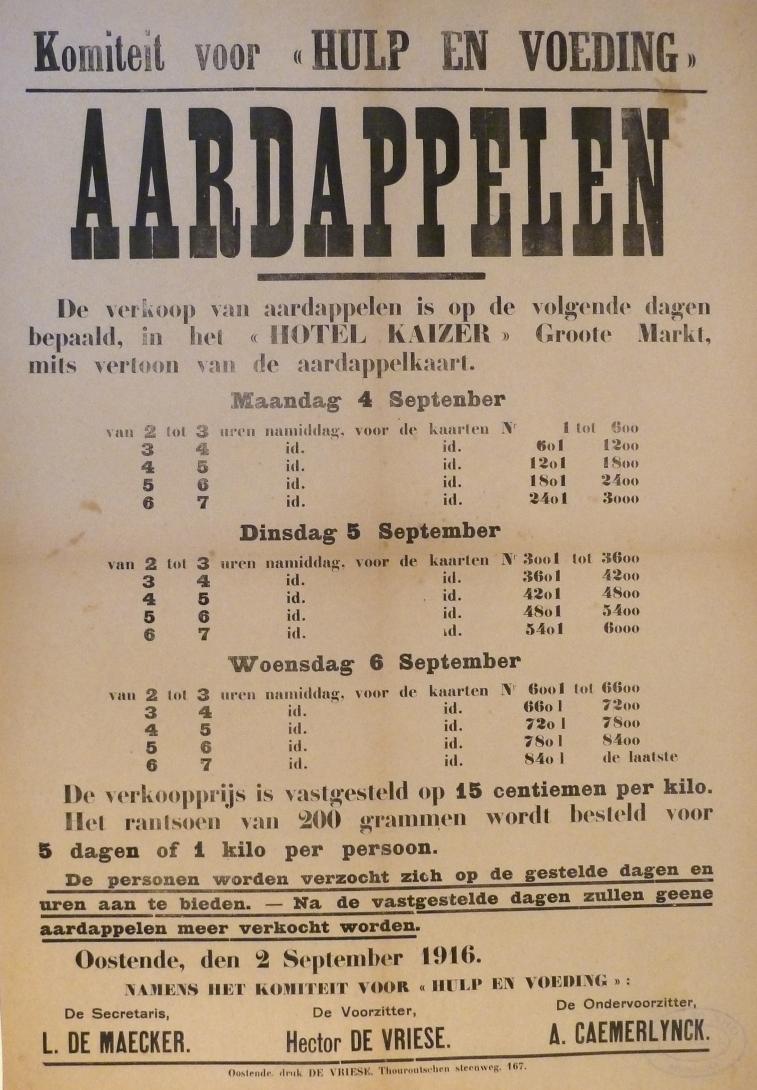 Komiteit voor « HULP EN VOEDING »
AARDAPPELEN
De verkoop van aardappelen is op de volgende dagen
bepaald, in het « HOTEL KAIZER » Groote Markt,
mits vertoon van de aardappelkaart.
Maandag 4 Septenber
van 2 tot 3 uren namiddag, voor de kaarten Nr 1 tot 600
3 4 id. id. 601 1200
4 5 id. id. 1201 1800
5 6 id. id. 1801 2400
6 7 id. id. 2401 3000
Dinsdag 5 September
van 2 tot 3 uren namiddag, voor de kaarten Nr 3001 tot 3600
3 4 id. id. 3601 4200
4 5 id. id. 4201 4800
5 6 id. id. 4801 5400
6 7 id. id. 5401 6000
Woensdag 6 September
van 2 tot 3 uren namiddag, voor de kaarten Nr 6001 tot 6600
3 4 id. id. 6601 7200
4 5 id. id. 7201 7800
5 6 id. id. 7801 8400
6 7 id. id. 8401 de laatste
De verkoopprijs is vastgesteld op 15 centiemen per kilo.
Het rantsoen van 200 grammen wordt besteld voor
5 dagen of 1 kilo per persoon.
De personen worden verzocht zich op de gestelde dagen en
uren aan te bieden. — Na de vastgestelde dagen zullen geene
aardappelen meer verkocht worden.
Oostende, den 2 September 1916.
NAMENS HET KOMITEIT VOOR « HULP EN VOEDING » :
De Secretaris, De Voorzitter, De Ondervoorzitter,
L. DE MAECKER. Hector DE VRIESE. A. CAEMERLYNCK.
Oostende, druk DE VRIESE, Thouroutschen steenweg, 167.